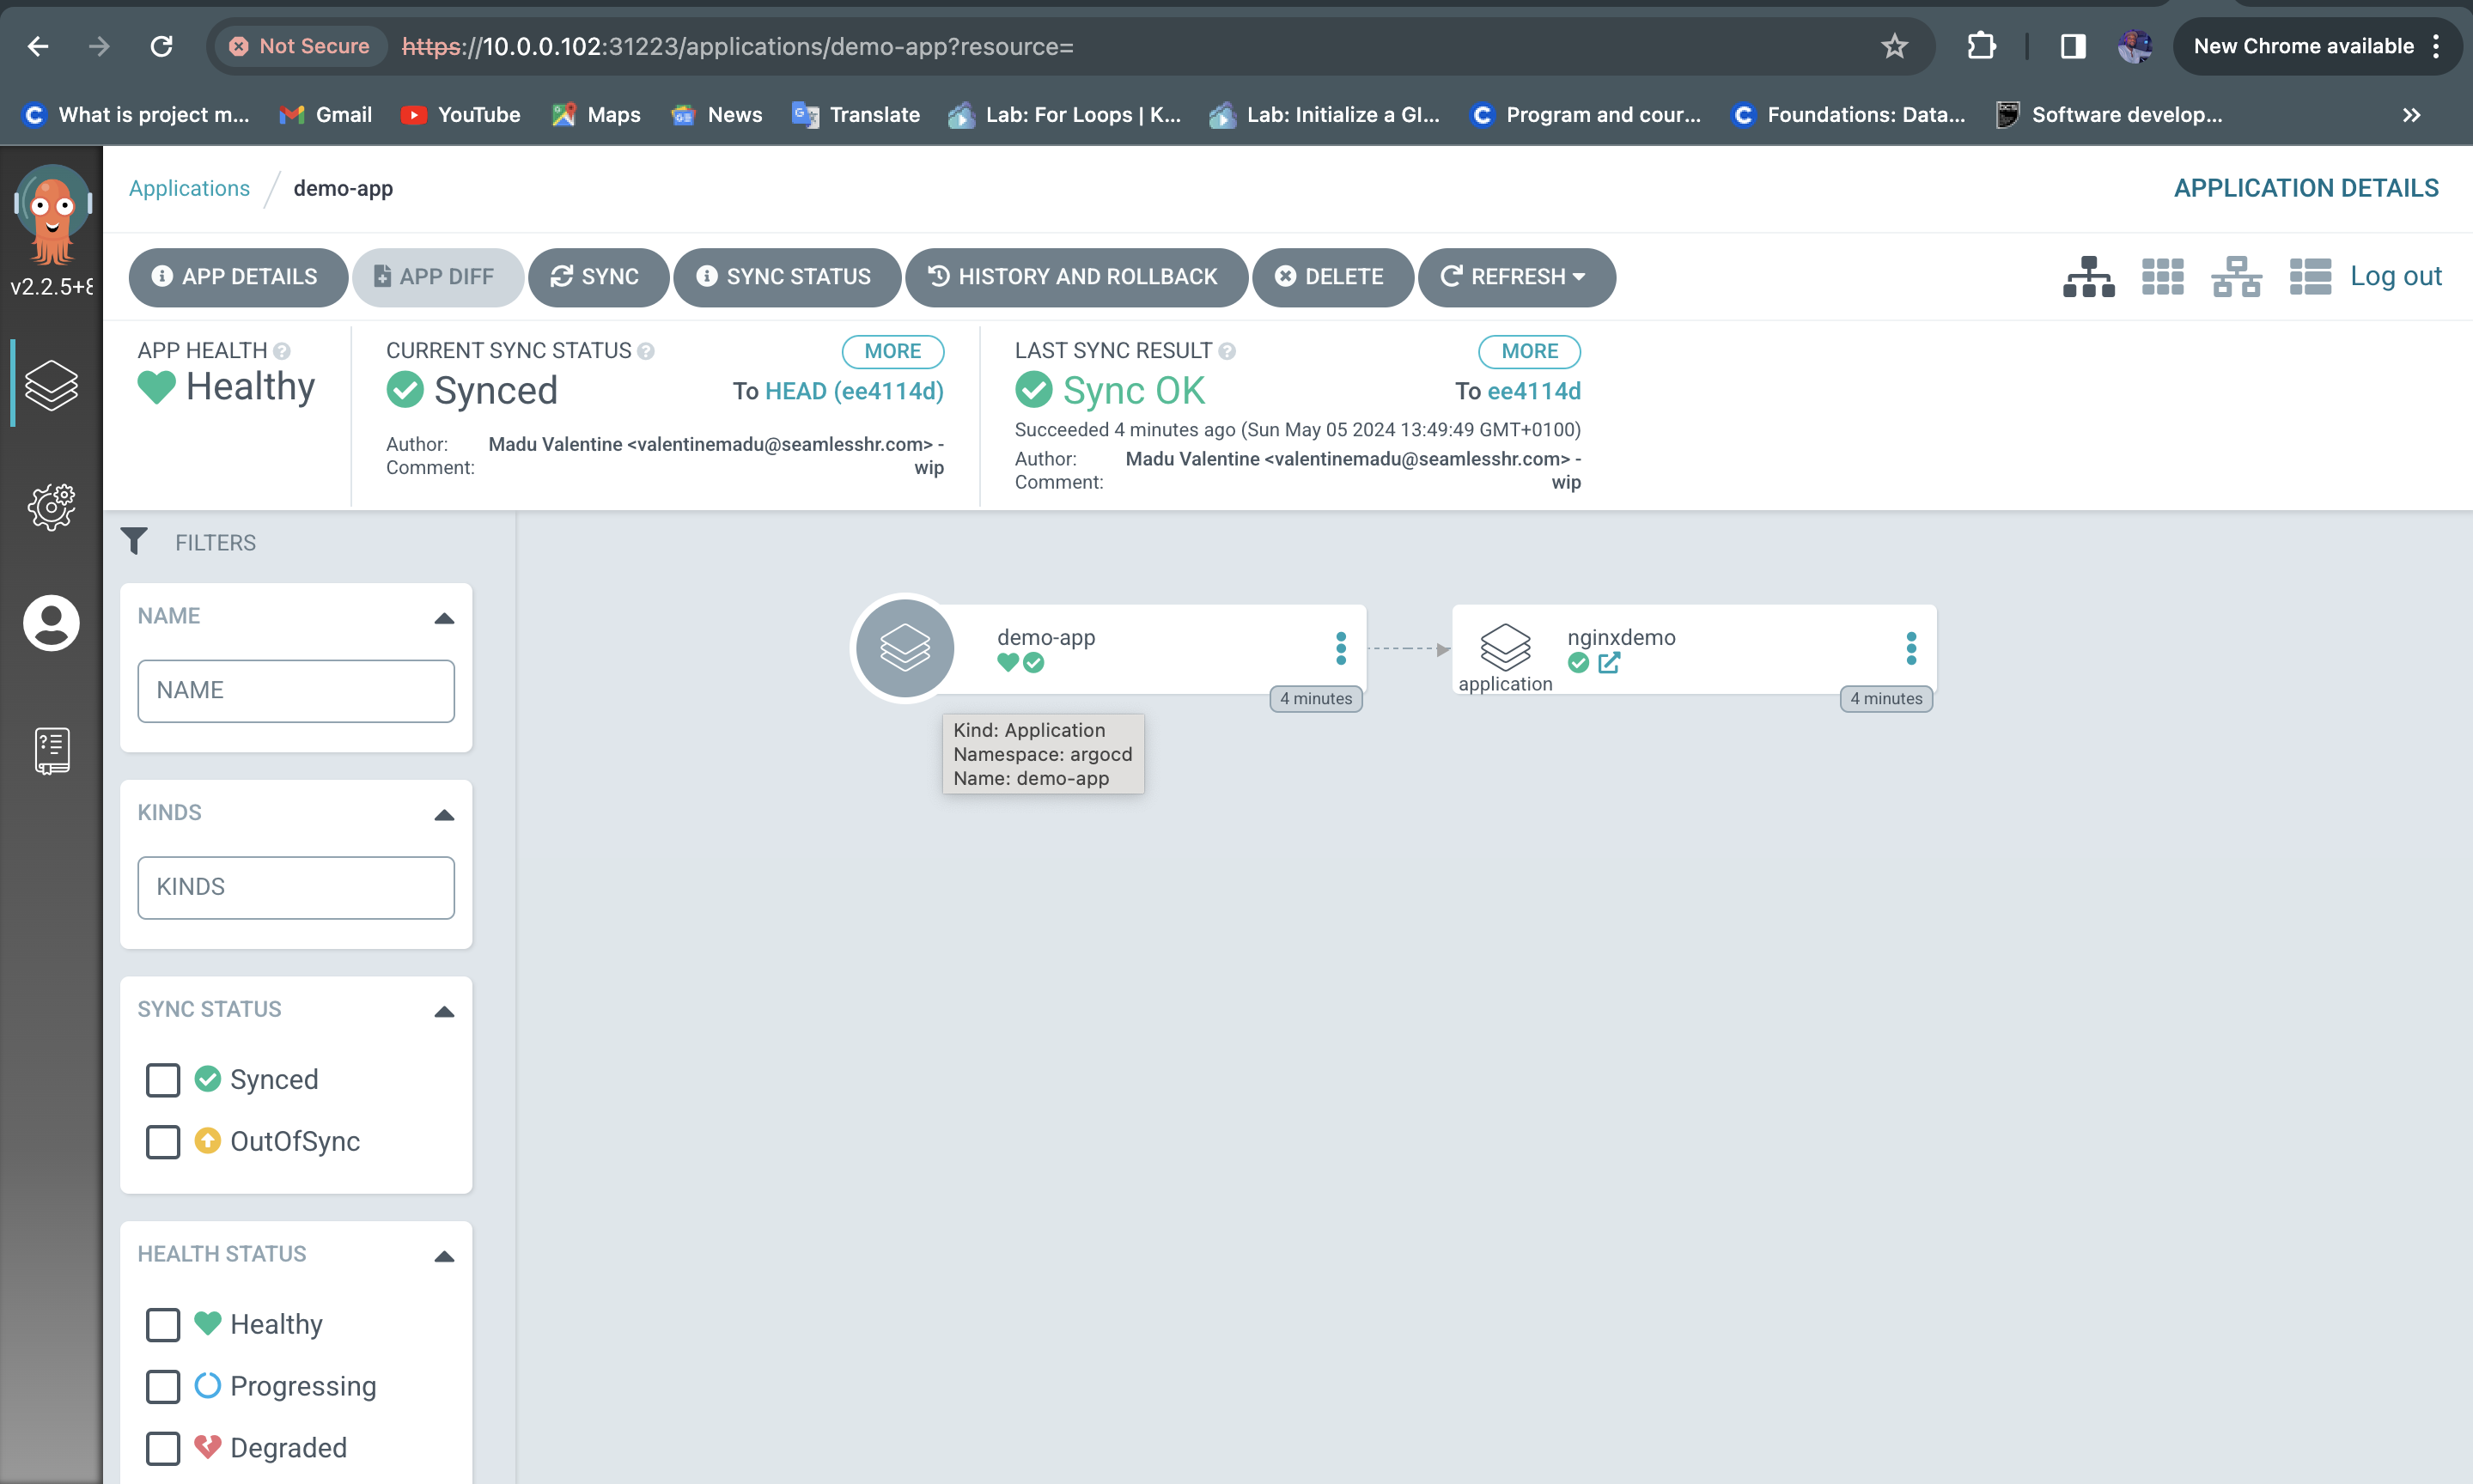 Not Secure https://10.0.0.102:31223/applications/demo-app?resource= New Chrome available
What is project m... Gmail YouTube Maps News Translate Lab: For Loops | K... Lab: Initialize a GI... Program and cour... Foundations: Data... Software develop...
Applications / demo-app APPLICATION DETAILS
v2.2.5+8
APP DETAILS APP DIFF SYNC SYNC STATUS HISTORY AND ROLLBACK DELETE REFRESH Log out
APP HEALTH
Healthy
CURRENT SYNC STATUS MORE
Synced To HEAD (ee4114d)
Author: Madu Valentine <valentinemadu@seamlesshr.com> -
Comment: wip
LAST SYNC RESULT MORE
Sync OK To ee4114d
Succeeded 4 minutes ago (Sun May 05 2024 13:49:49 GMT+0100)
Author: Madu Valentine <valentinemadu@seamlesshr.com> -
Comment: wip
FILTERS
NAME
NAME
KINDS
KINDS
SYNC STATUS
Synced
OutOfSync
HEALTH STATUS
Healthy
Progressing
Degraded
demo-app
4 minutes
Kind: Application
Namespace: argocd
Name: demo-app
nginxdemo
application
4 minutes